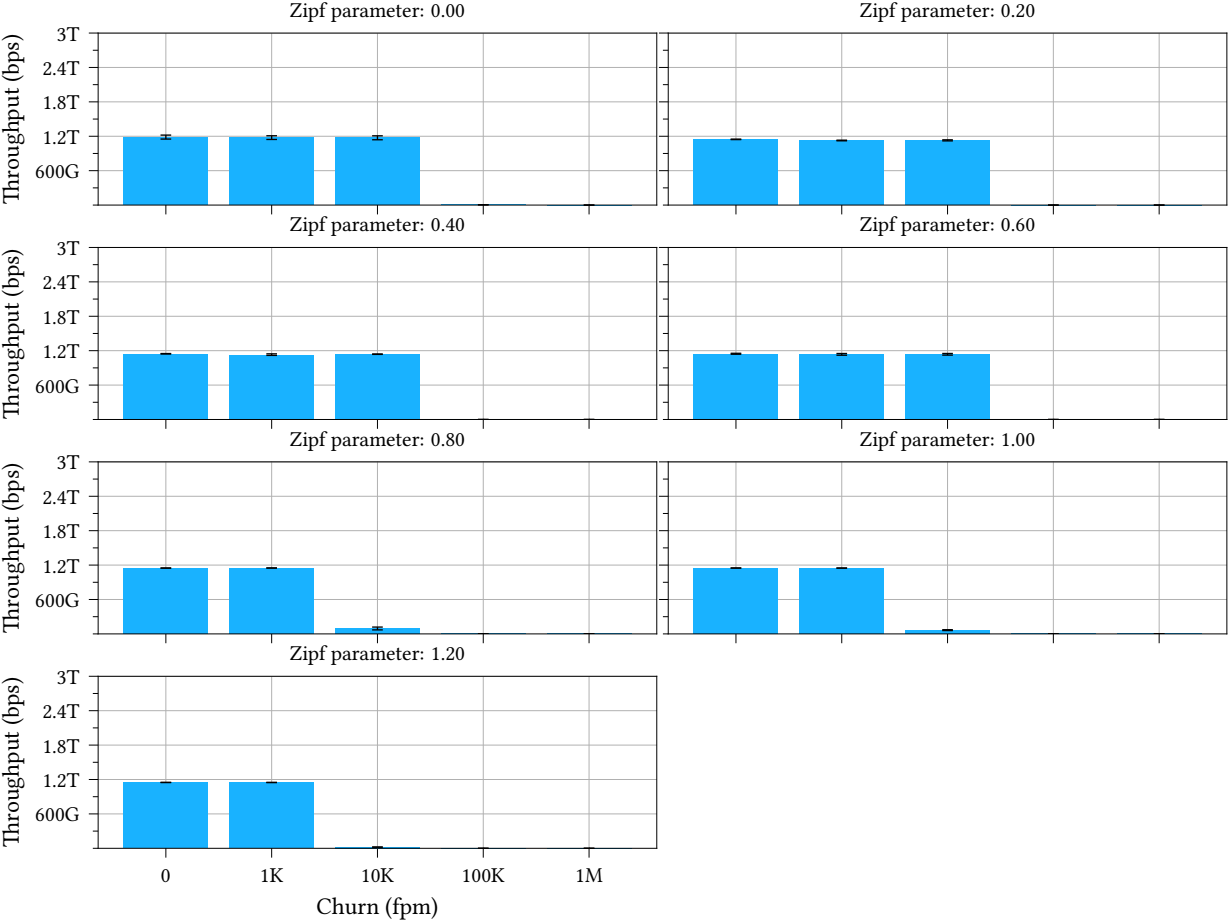 Zipf parameter: 0.00
Zipf parameter: 0.20
Throughput (bps)
3T
2.4T
1.8T
1.2T
600G
Zipf parameter: 0.40
Zipf parameter: 0.60
Throughput (bps)
3T
2.4T
1.8T
1.2T
600G
Zipf parameter: 0.80
Zipf parameter: 1.00
Throughput (bps)
3T
2.4T
1.8T
1.2T
600G
Zipf parameter: 1.20
Throughput (bps)
3T
2.4T
1.8T
1.2T
600G
0 1K 10K 100K 1M
Churn (fpm)